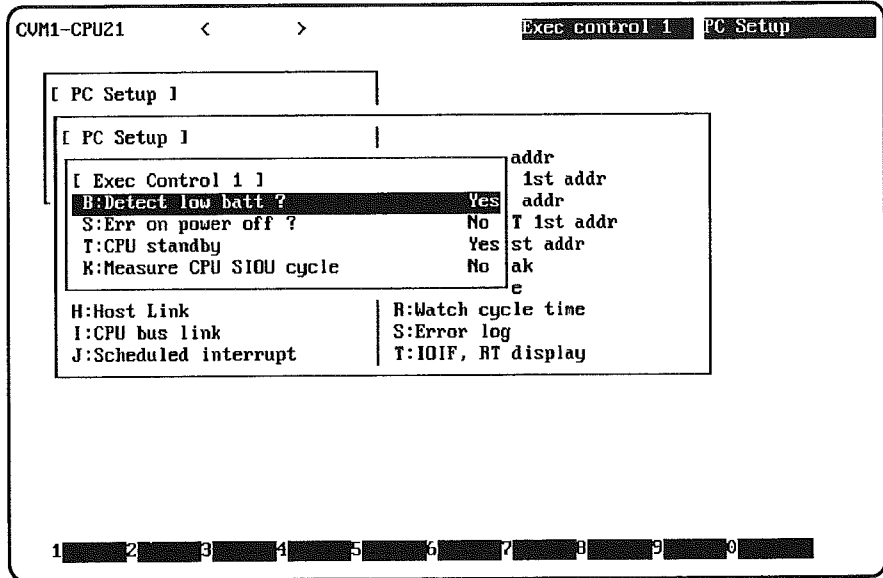 CVM1-CPU21 < > Exec control 1 PC Setup
[ PC Setup ]
[ PC Setup ]
addr
[ Exec Control 1 ] 1st addr
B:Detect low batt ? Yes addr
S:Err on power off ? No T 1st addr
T:CPU standby Yes st addr
K:Measure CPU SIOU cycle No ak
e
H:Host Link R:Watch cycle time
I:CPU bus link S:Error log
J:Scheduled interrupt T:IOIF, RT display
1 2 3 4 5 6 7 8 9 0